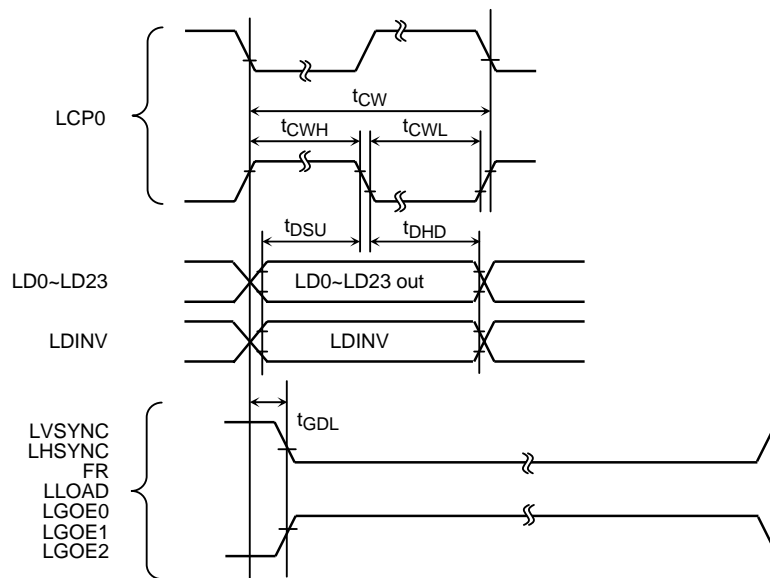 LCP0
tCW
tCWH
tCWL
tDSU
tDHD
LD0~LD23
LD0~LD23 out
LDINV
LDINV
tGDL
LVSYNC
LHSYNC
FR
LLOAD
LGOE0
LGOE1
LGOE2